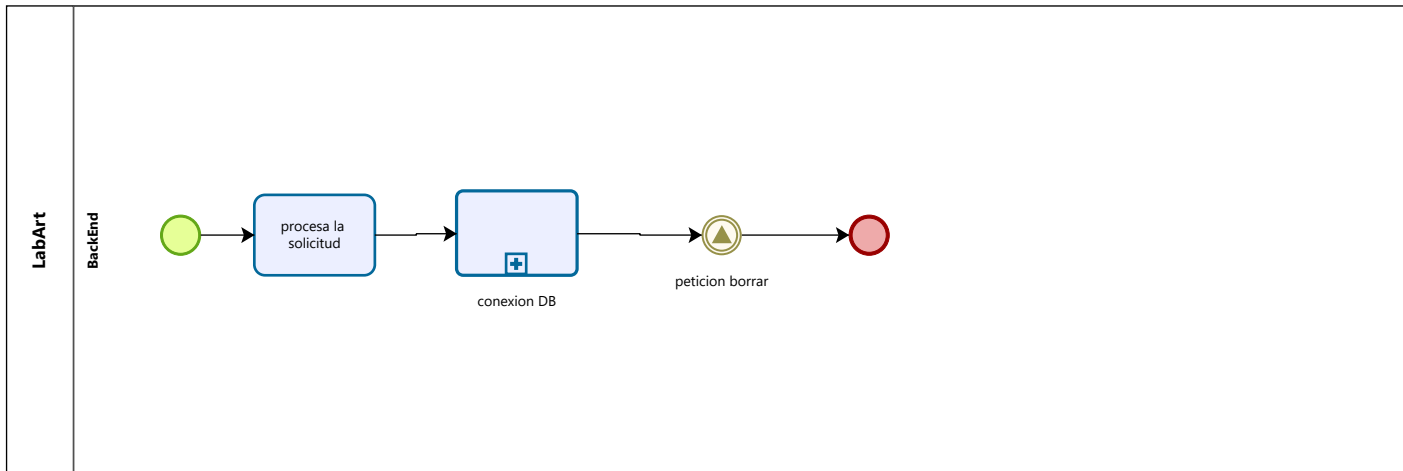 LabArt
BackEnd
procesa la
solicitud
conexion DB
peticion borrar